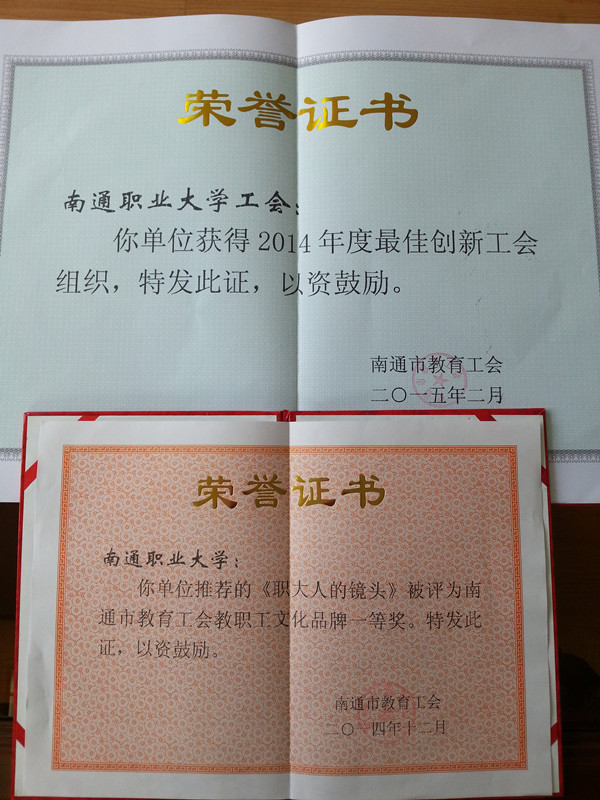 荣誉证书
南通职业大学工会：
你单位获得2014年度最佳创新工会
组织，特发此证，以资鼓励。
南通市教育工会
二〇一五年二月
荣誉证书
南通职业大学：
你单位推荐的《职大人的镜头》被评为南
通市教育工会教职工文化品牌一等奖。特发此
证，以资鼓励。
南通市教育工会
二〇一四年十二月